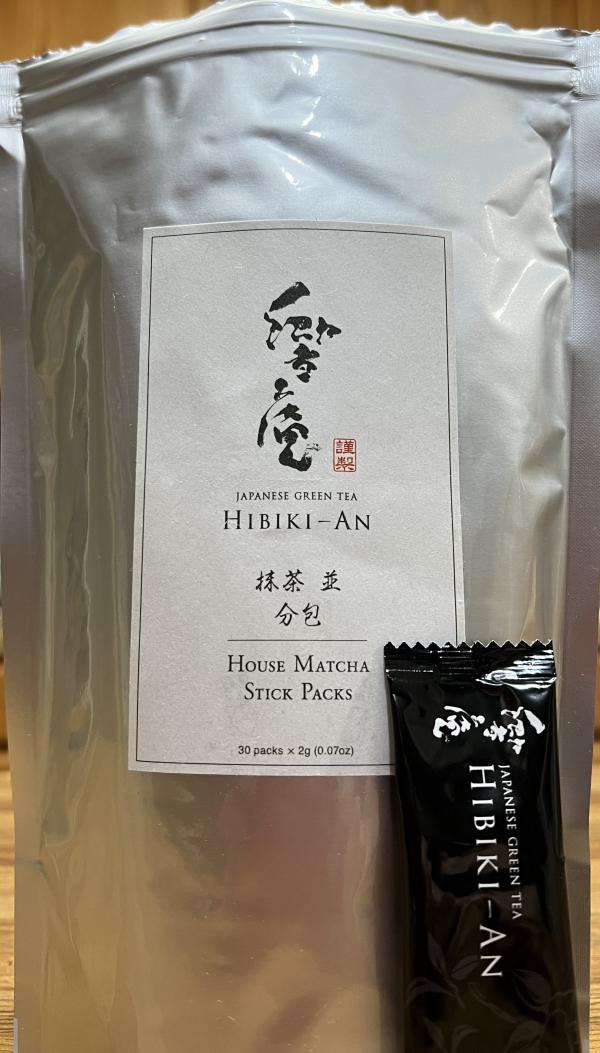 響庵
謹製
JAPANESE GREEN TEA
HIBIKI-AN
抹茶 並
分包
HOUSE MATCHA
STICK PACKS
30 packs × 2g (0.07oz)
響庵
JAPANESE GREEN TEA
HIBIKI-AN